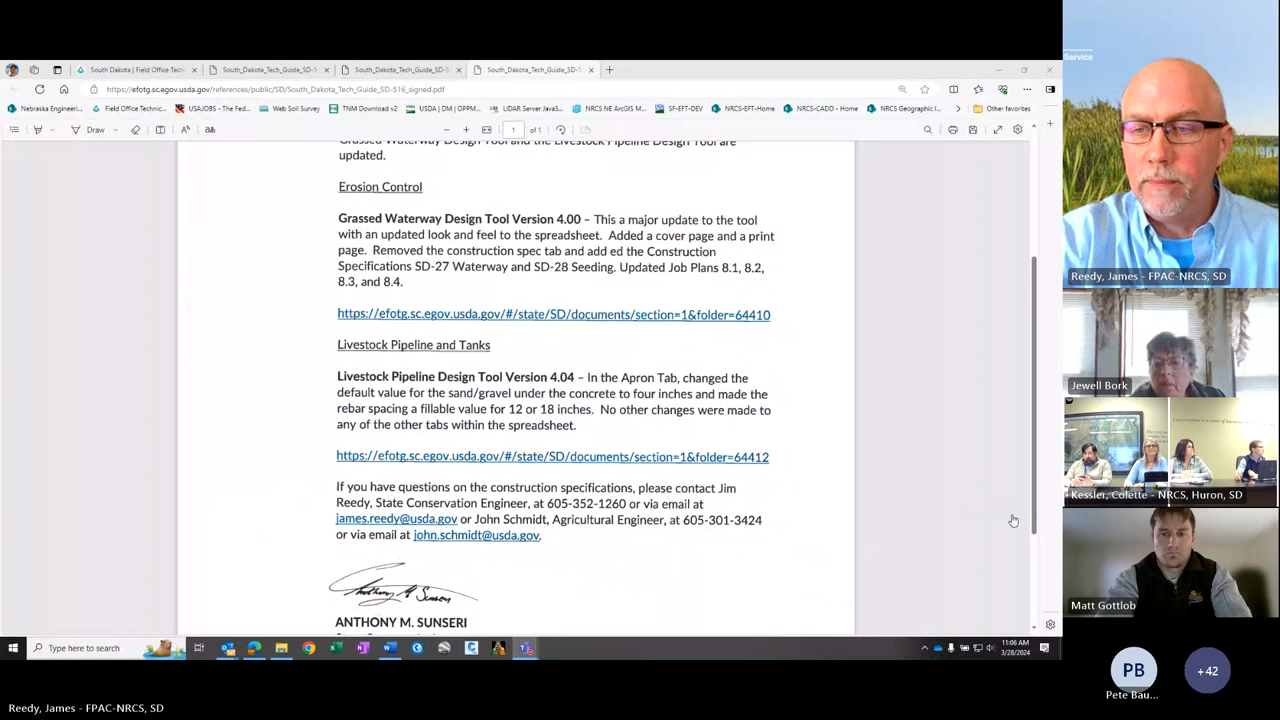 South Dakota | Field Office Techn
South_Dakota_Tech_Guide_SD-5
South_Dakota_Tech_Guide_SD-5
South_Dakota_Tech_Guide_SD-5
https://efotg.sc.egov.usda.gov/references/public/SD/South_Dakota_Tech_Guide_SD-516_signed.pdf
Nebraska Engineeri...
Field Office Technic...
USAJOBS - The Fed...
Web Soil Survey
TNM Download v2
USDA | DM | OPPM...
LIDAR Server JavaS...
NRCS NE ArcGIS M...
SF-EFT-DEV
NRCS-EFT-Home
NRCS-CADD - Home
NRCS Geographic I...
Other favorites
Draw
1 of 1
Grassed Waterway Design Tool and the Livestock Pipeline Design Tool are
updated.
Erosion Control
Grassed Waterway Design Tool Version 4.00 – This a major update to the tool
with an updated look and feel to the spreadsheet. Added a cover page and a print
page. Removed the construction spec tab and add ed the Construction
Specifications SD-27 Waterway and SD-28 Seeding. Updated Job Plans 8.1, 8.2,
8.3, and 8.4.
https://efotg.sc.egov.usda.gov/#/state/SD/documents/section=1&folder=64410
Livestock Pipeline and Tanks
Livestock Pipeline Design Tool Version 4.04 – In the Apron Tab, changed the
default value for the sand/gravel under the concrete to four inches and made the
rebar spacing a fillable value for 12 or 18 inches. No other changes were made to
any of the other tabs within the spreadsheet.
https://efotg.sc.egov.usda.gov/#/state/SD/documents/section=1&folder=64412
If you have questions on the construction specifications, please contact Jim
Reedy, State Conservation Engineer, at 605-352-1260 or via email at
james.reedy@usda.gov or John Schmidt, Agricultural Engineer, at 605-301-3424
or via email at john.schmidt@usda.gov.
ANTHONY M. SUNSERI
Type here to search
11:06 AM
3/28/2024
Service
Reedy, James - FPAC-NRCS, SD
Jewell Bork
Kessler, Colette - NRCS, Huron, SD
Matt Gottlob
PB
Pete Bau...
+42
Reedy, James - FPAC-NRCS, SD